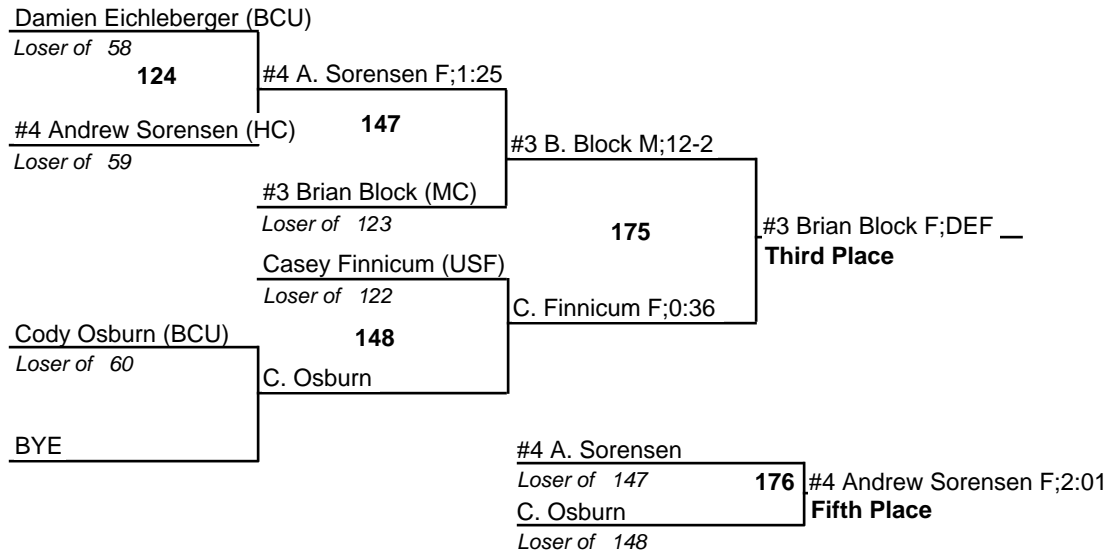 Damien Eichleberger (BCU)
Loser of 58
124
#4 A. Sorensen F;1:25
#4 Andrew Sorensen (HC)
Loser of 59
147
#3 B. Block M;12-2
#3 Brian Block (MC)
Loser of 123
175
#3 Brian Block F;DEF
Third Place
Casey Finnicum (USF)
Loser of 122
C. Finnicum F;0:36
Cody Osburn (BCU)
Loser of 60
148
C. Osburn
BYE
#4 A. Sorensen
Loser of 147
176
#4 Andrew Sorensen F;2:01
C. Osburn
Fifth Place
Loser of 148